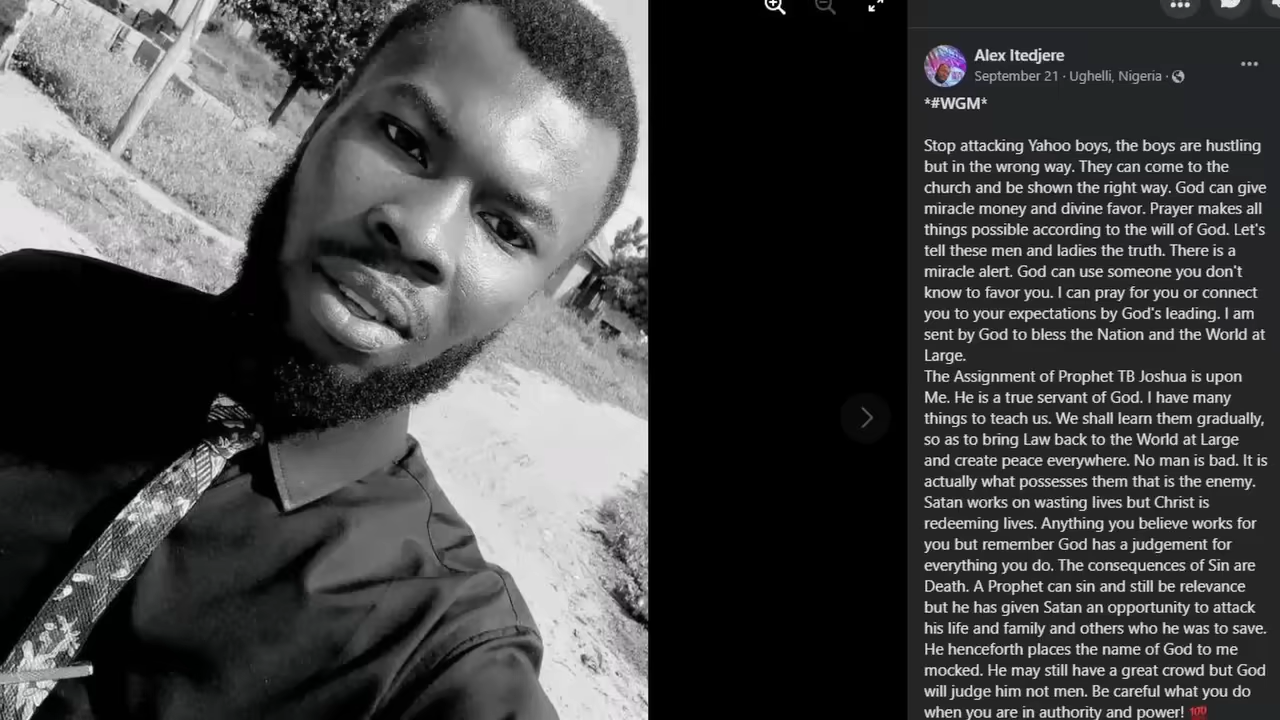 Alex Itedjere
September 21 · Ughelli, Nigeria ·
*#WGM*
Stop attacking Yahoo boys, the boys are hustling
but in the wrong way. They can come to the
church and be shown the right way. God can give
miracle money and divine favor. Prayer makes all
things possible according to the will of God. Let's
tell these men and ladies the truth. There is a
miracle alert. God can use someone you don't
know to favor you. I can pray for you or connect
you to your expectations by God's leading. I am
sent by God to bless the Nation and the World at
Large.
The Assignment of Prophet TB Joshua is upon
Me. He is a true servant of God. I have many
things to teach us. We shall learn them gradually,
so as to bring Law back to the World at Large
and create peace everywhere. No man is bad. It is
actually what possesses them that is the enemy.
Satan works on wasting lives but Christ is
redeeming lives. Anything you believe works for
you but remember God has a judgement for
everything you do. The consequences of Sin are
Death. A Prophet can sin and still be relevance
but he has given Satan an opportunity to attack
his life and family and others who he was to save.
He henceforth places the name of God to me
mocked. He may still have a great crowd but God
will judge him not men. Be careful what you do
when you are in authority and power! 💯